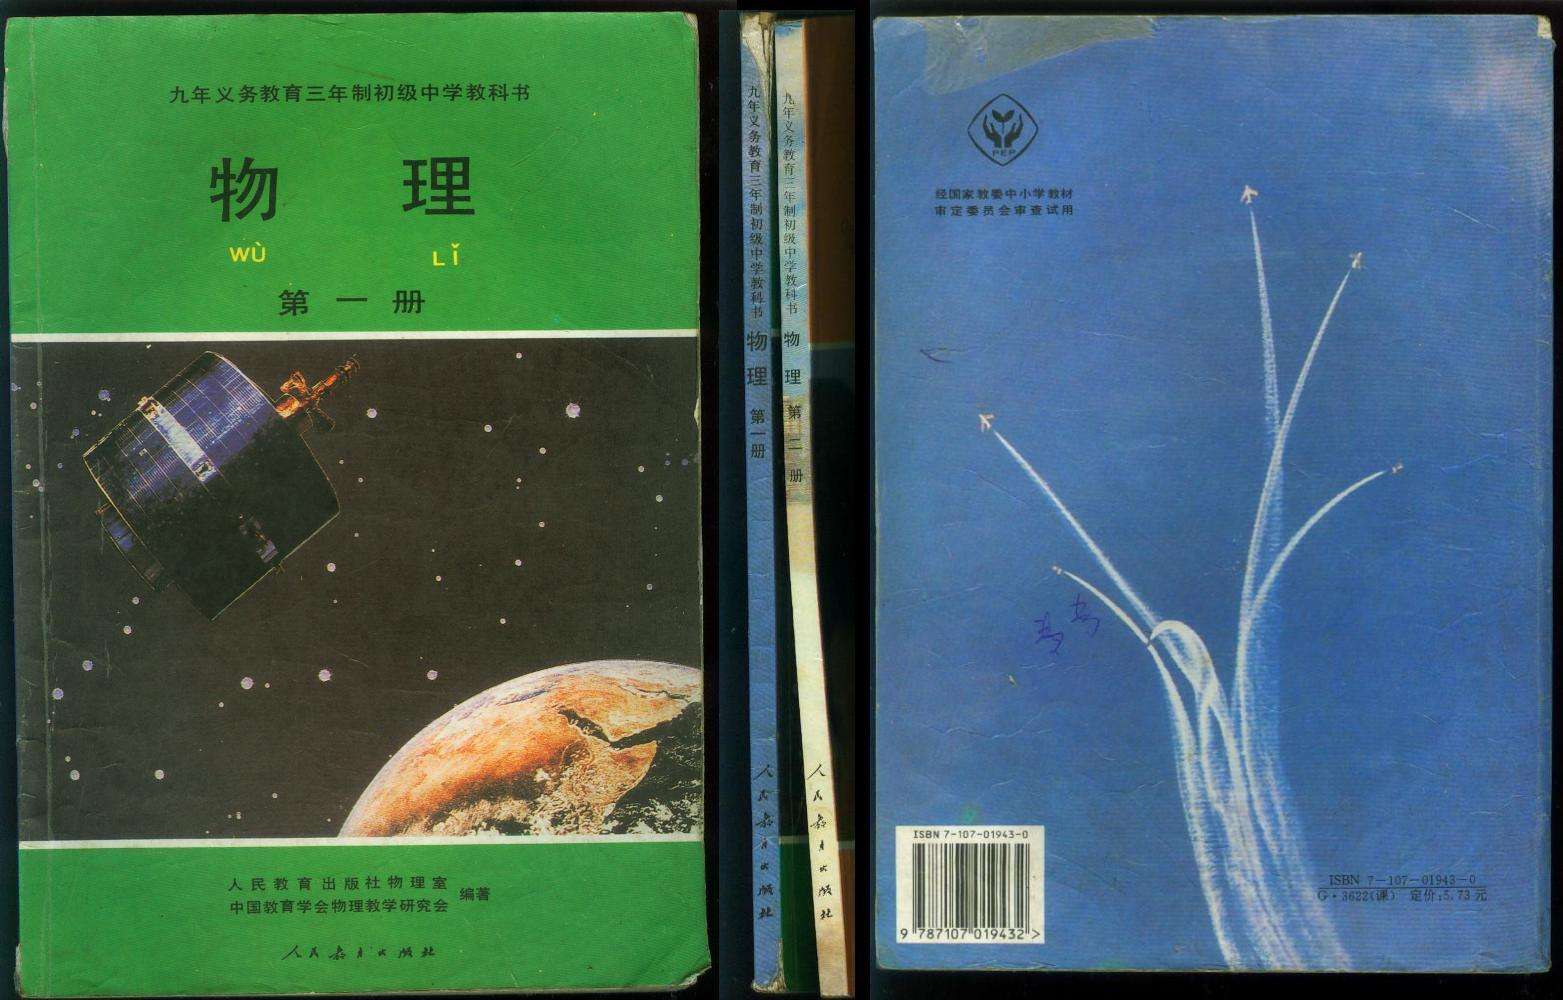 九年义务教育三年制初级中学教科书
物 理
WÙ LǏ
第一册
人民教育出版社物理室
中国教育学会物理教学研究会
编著
人民教育出版社
九年义务教育三年制初级中学教科书 物理 第一册 人民教育出版社
九年义务教育三年制初级中学教科书 物理 第二册 人民教育出版社
PEP
经国家教委中小学教材
审定委员会审查试用
ISBN 7-107-01943-0
9 787107 019432 >
ISBN 7-107-01943-0
G·3622(课) 定价:5.73元